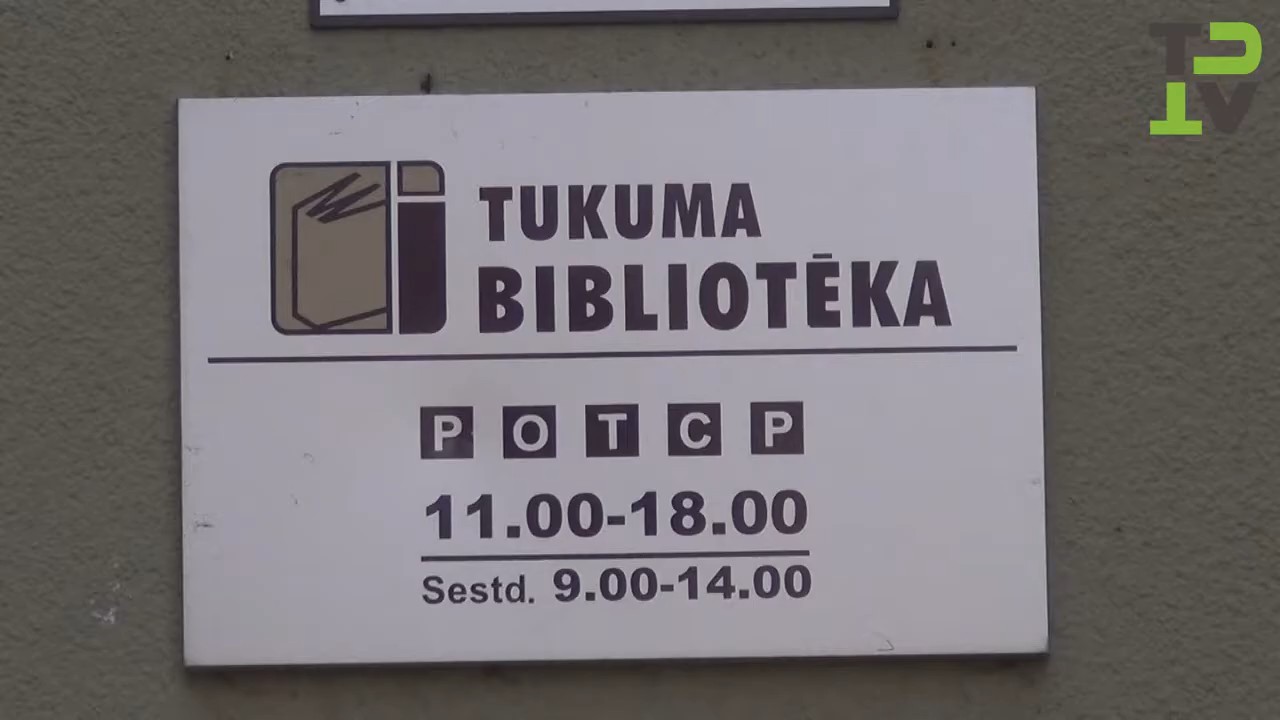 TUKUMA
BIBLIOTĒKA
P O T C P
11.00-18.00
Sestd. 9.00-14.00